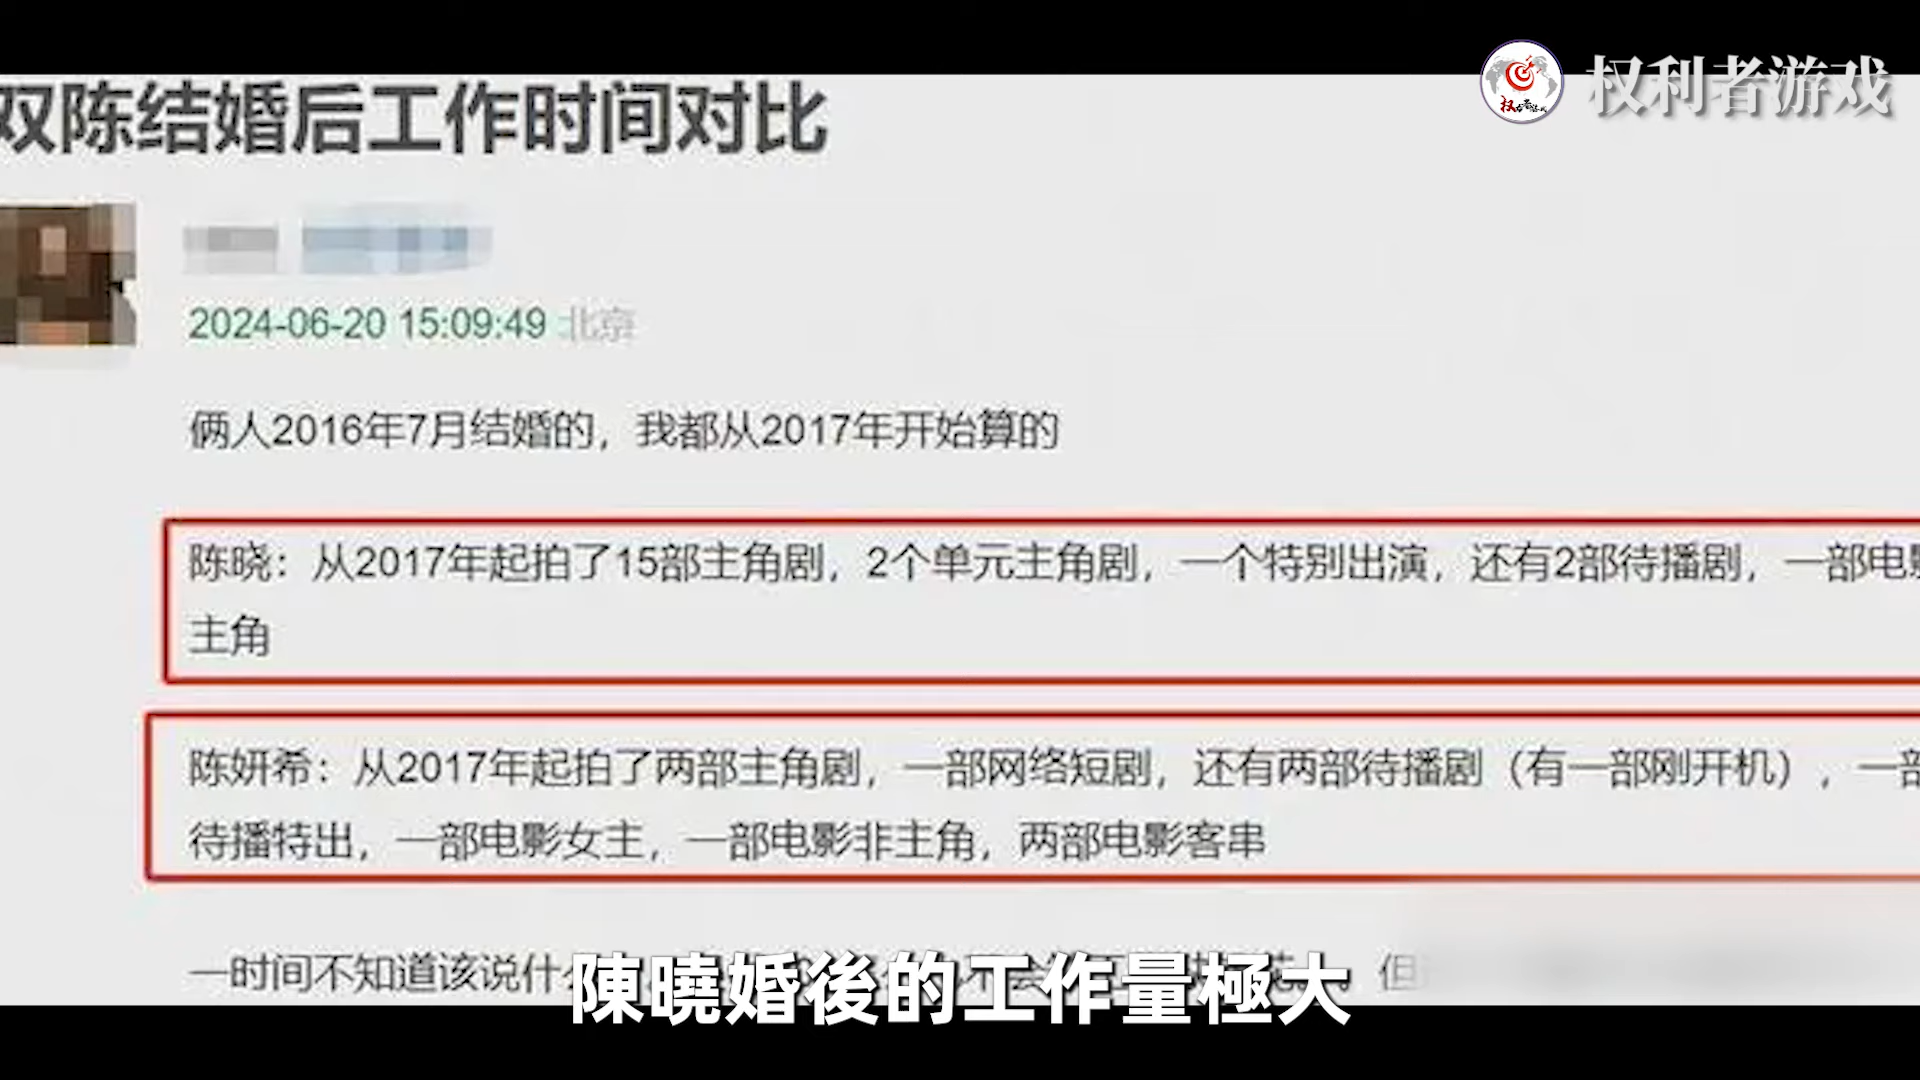 权利者游戏
双陈结婚后工作时间对比
2024-06-20 15:09:49 北京
俩人2016年7月结婚的，我都从2017年开始算的
陈晓：从2017年起拍了15部主角剧，2个单元主角剧，一个特别出演，还有2部待播剧，一部电影
主角
陈妍希：从2017年起拍了两部主角剧，一部网络短剧，还有两部待播剧（有一部刚开机），一部
待播特出，一部电影女主，一部电影非主角，两部电影客串
一时间不知道该说什 但
陳曉婚後的工作量極大